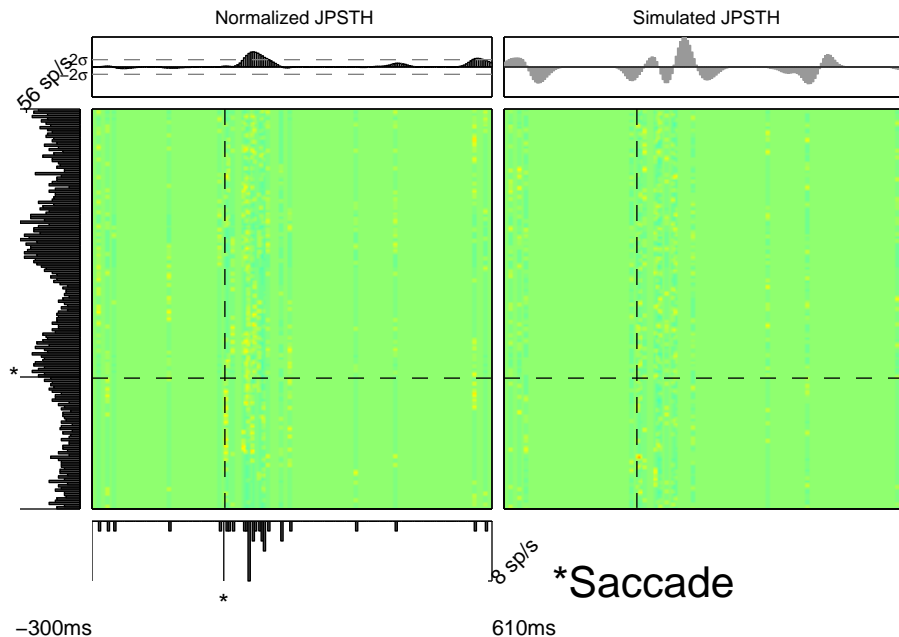 Normalized JPSTH
Simulated JPSTH
56 sp/s
2σ
−2σ
*
8 sp/s
*
*Saccade
−300ms
610ms